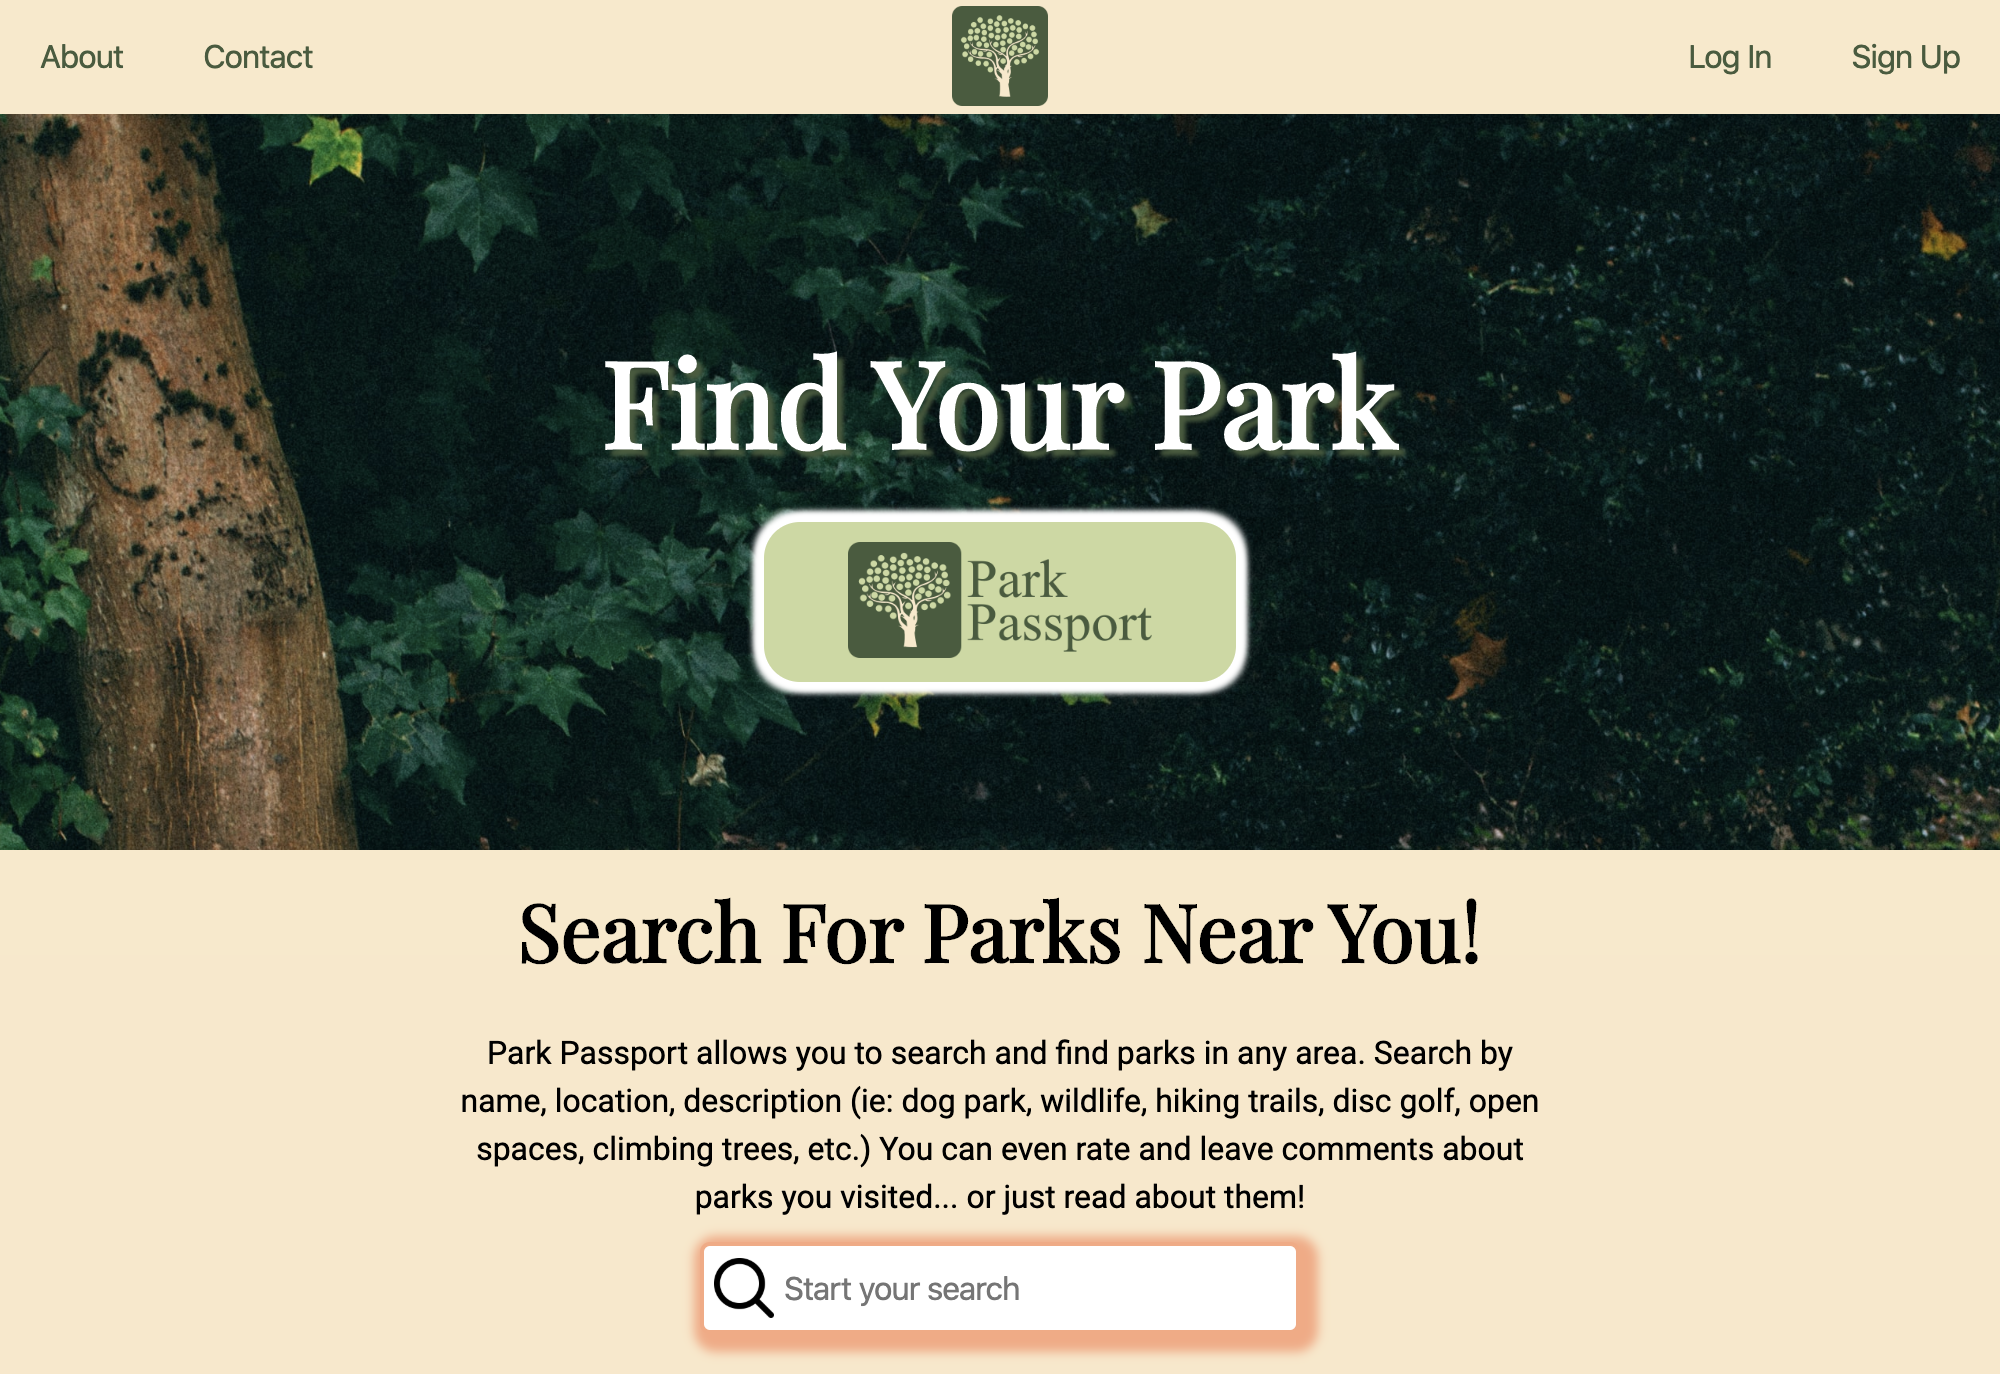 About
Contact
Log In
Sign Up
Find Your Park
Park
Passport
Search For Parks Near You!
Park Passport allows you to search and find parks in any area. Search by
name, location, description (ie: dog park, wildlife, hiking trails, disc golf, open
spaces, climbing trees, etc.) You can even rate and leave comments about
parks you visited... or just read about them!
Start your search